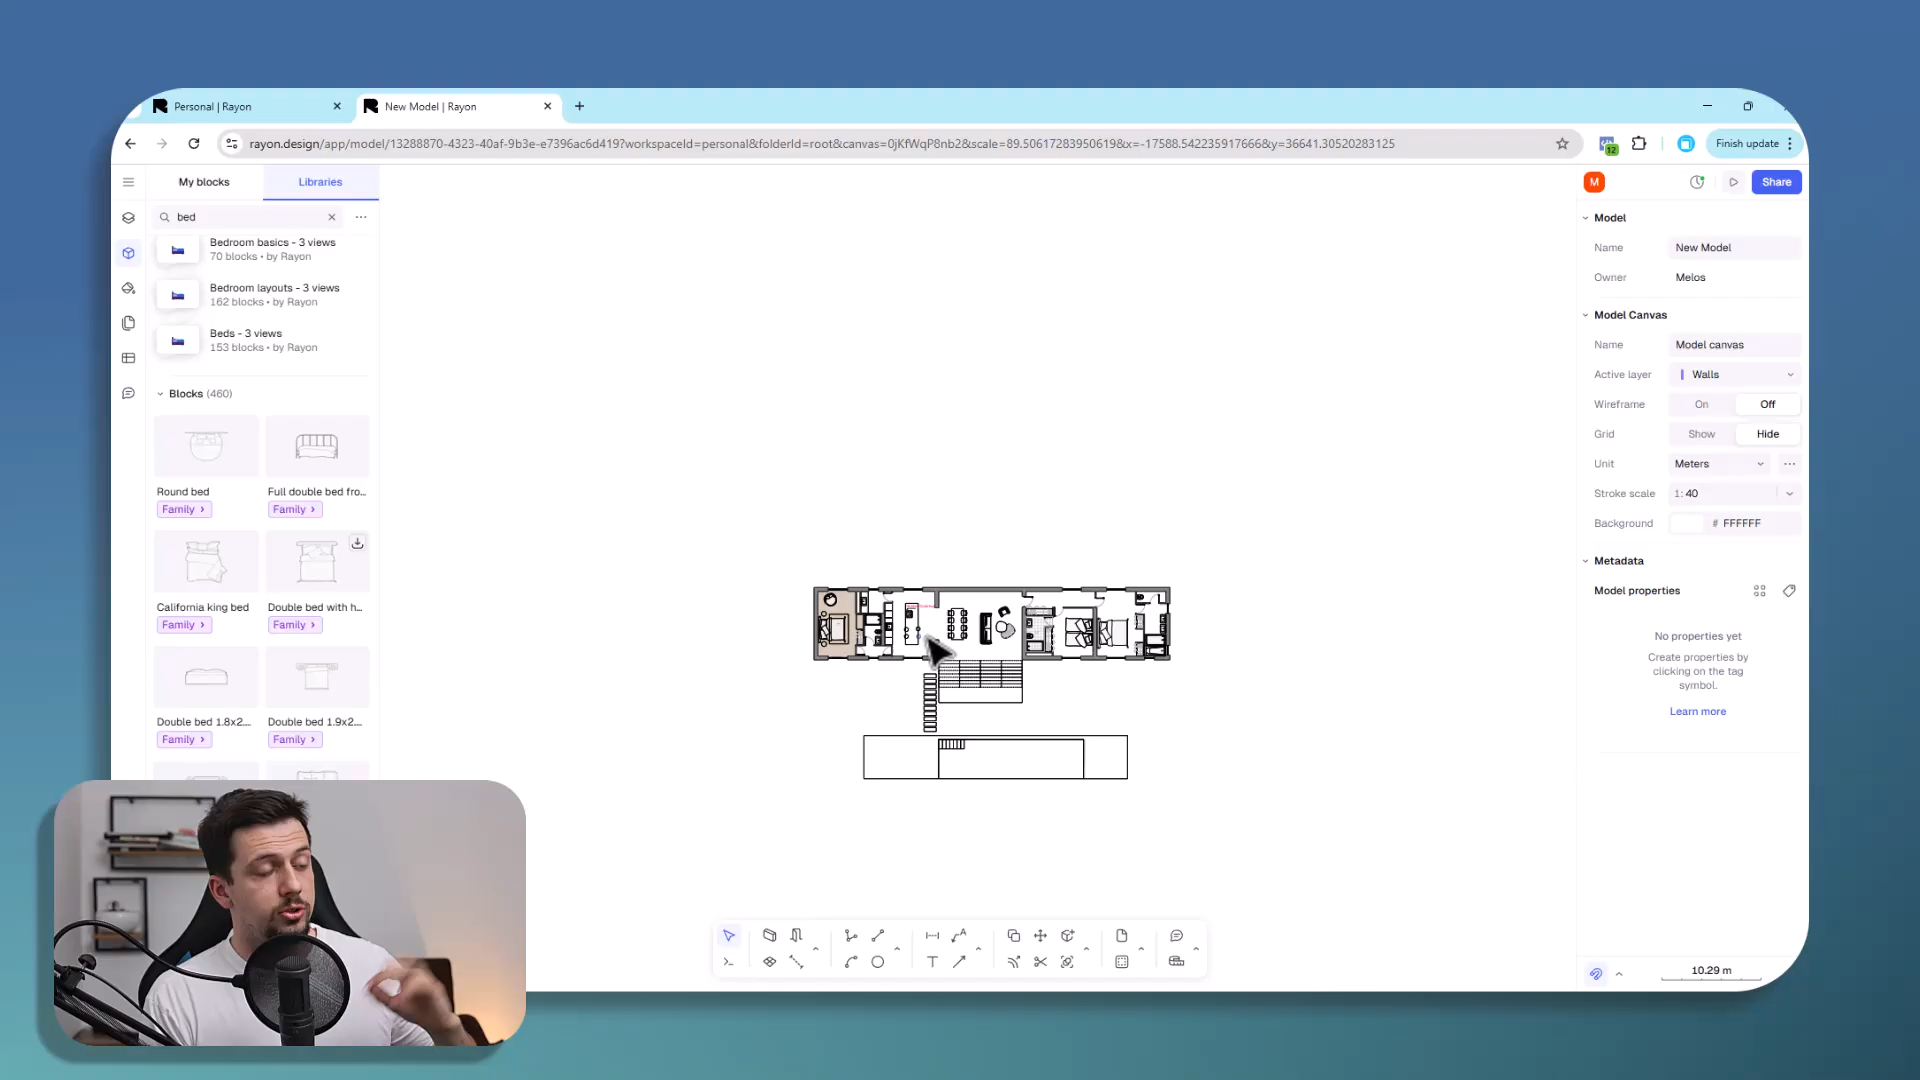 Personal | Rayon
New Model | Rayon
rayon.design/app/model/13288870-4323-40af-9b3e-e7396ac6d419?workspaceId=personal&folderId=root&canvas=0jKfWqP8nb2&scale=89.506172839506198&x=-17588.542235917666&y=36641.30520283125
12
Finish update
My blocks
Libraries
bed
Bedroom basics - 3 views
70 blocks • by Rayon
Bedroom layouts - 3 views
162 blocks • by Rayon
Beds - 3 views
153 blocks • by Rayon
Blocks (460)
Round bed
Full double bed fro...
Family
Family
California king bed
Double bed with h...
Family
Family
Double bed 1.8x2...
Double bed 1.9x2...
Family
Family
M
Share
Model
Name
New Model
Owner
Melos
Model Canvas
Name
Model canvas
Active layer
Walls
Wireframe
On
Off
Grid
Show
Hide
Unit
Meters
Stroke scale
1: 40
Background
# FFFFFF
Metadata
Model properties
No properties yet
Create properties by
clicking on the tag
symbol.
Learn more
10.29 m